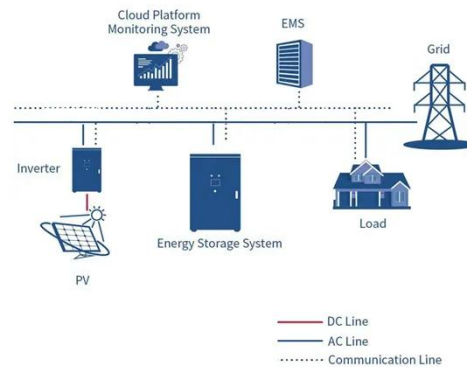 Cloud Platform
Monitoring System
EMS
Grid
Inverter
Energy Storage System
Load
PV
DC Line
AC Line
Communication Line